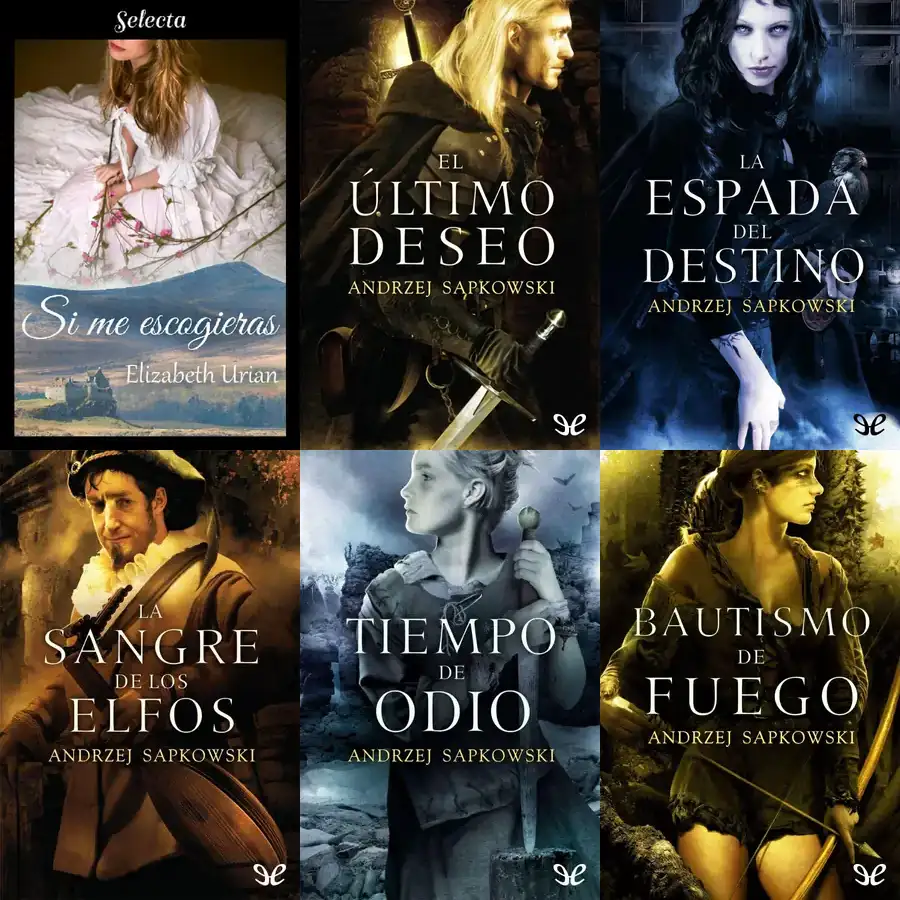 Selecta
Si me escogieras
Elizabeth Urian
EL
ÚLTIMO
DESEO
ANDRZEJ SAPKOWSKI
LA
ESPADA
DEL
DESTINO
ANDRZEJ SAPKOWSKI
LA
SANGRE
DE LOS
ELFOS
ANDRZEJ SAPKOWSKI
TIEMPO
DE
ODIO
ANDRZEJ SAPKOWSKI
BAUTISMO
DE
FUEGO
ANDRZEJ SAPKOWSKI